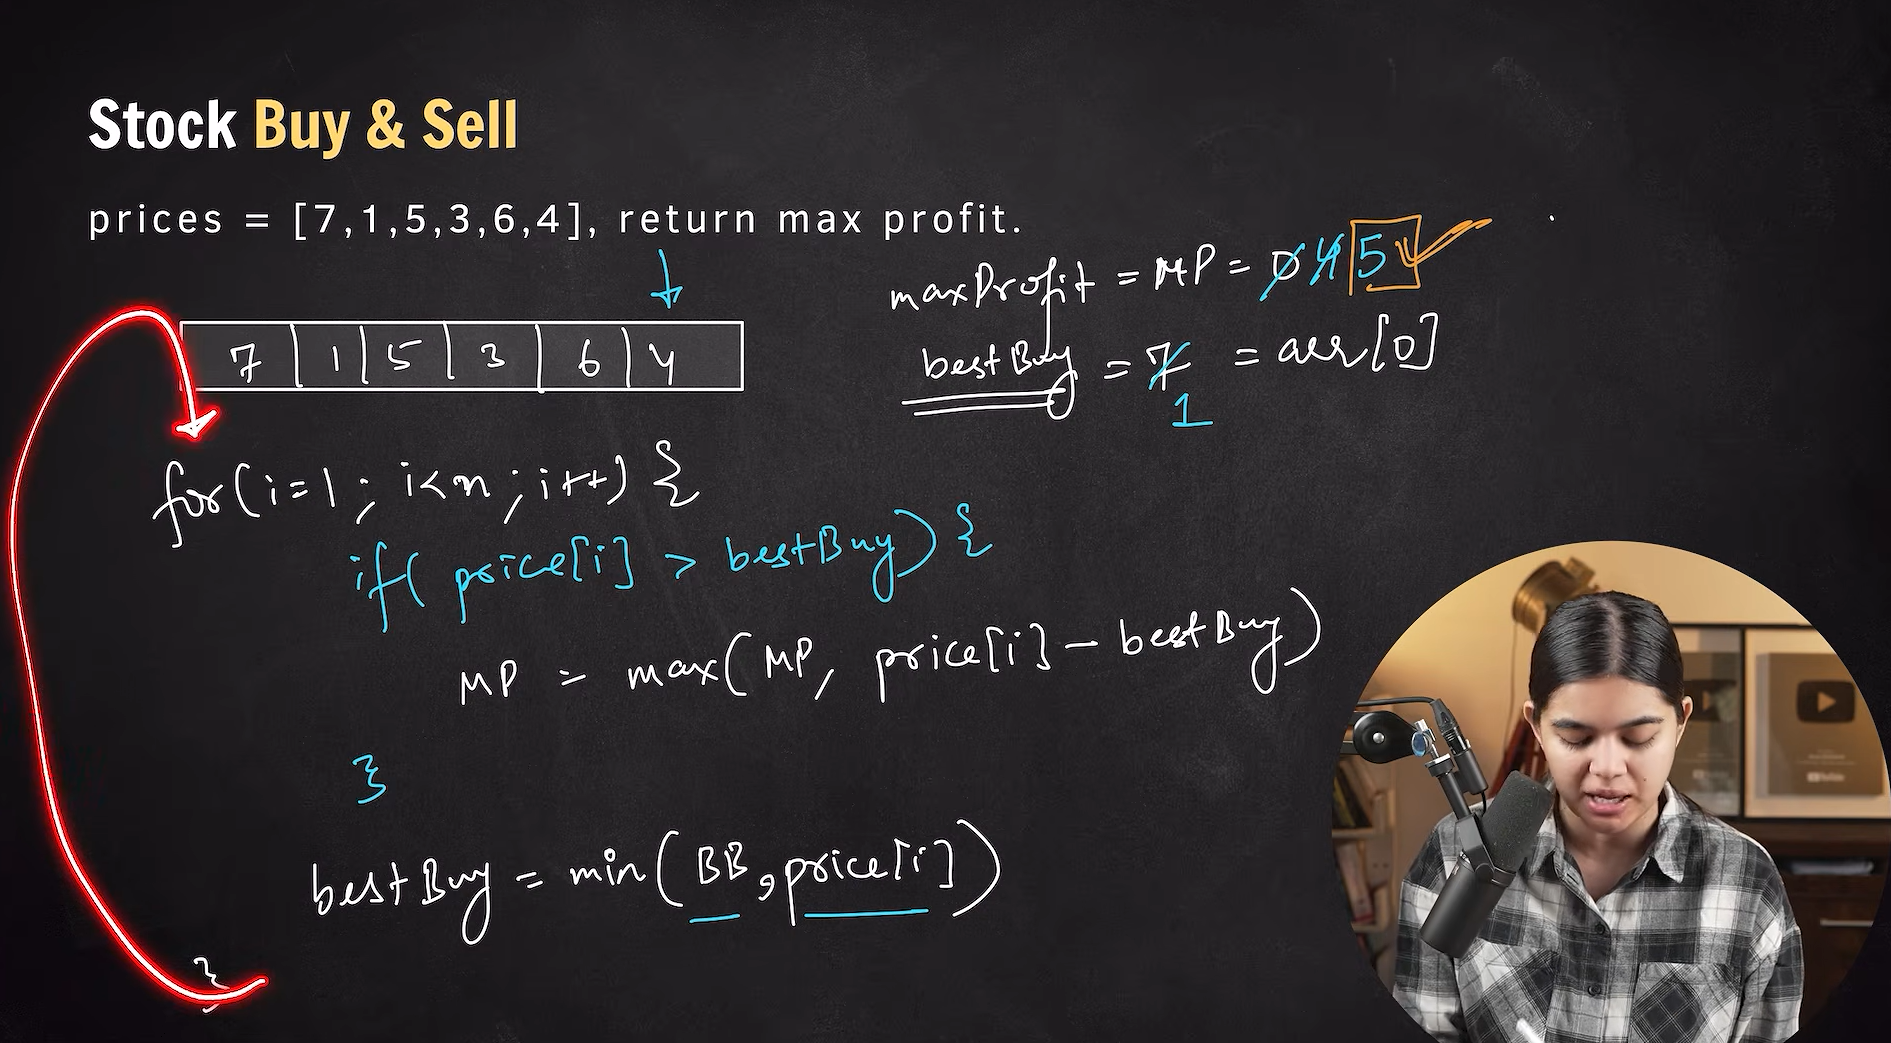 Stock Buy & Sell
prices = [7,1,5,3,6,4], return max profit.
maxProfit = MP = 0 4 5
bestBuy = 7 = arr[0]
1
7 1 5 3 6 4
for(i=1; i<n; i++) {
if(price[i] > bestBuy) {
MP = max(MP, price[i] - bestBuy)
}
bestBuy = min(BB, price[i])
}